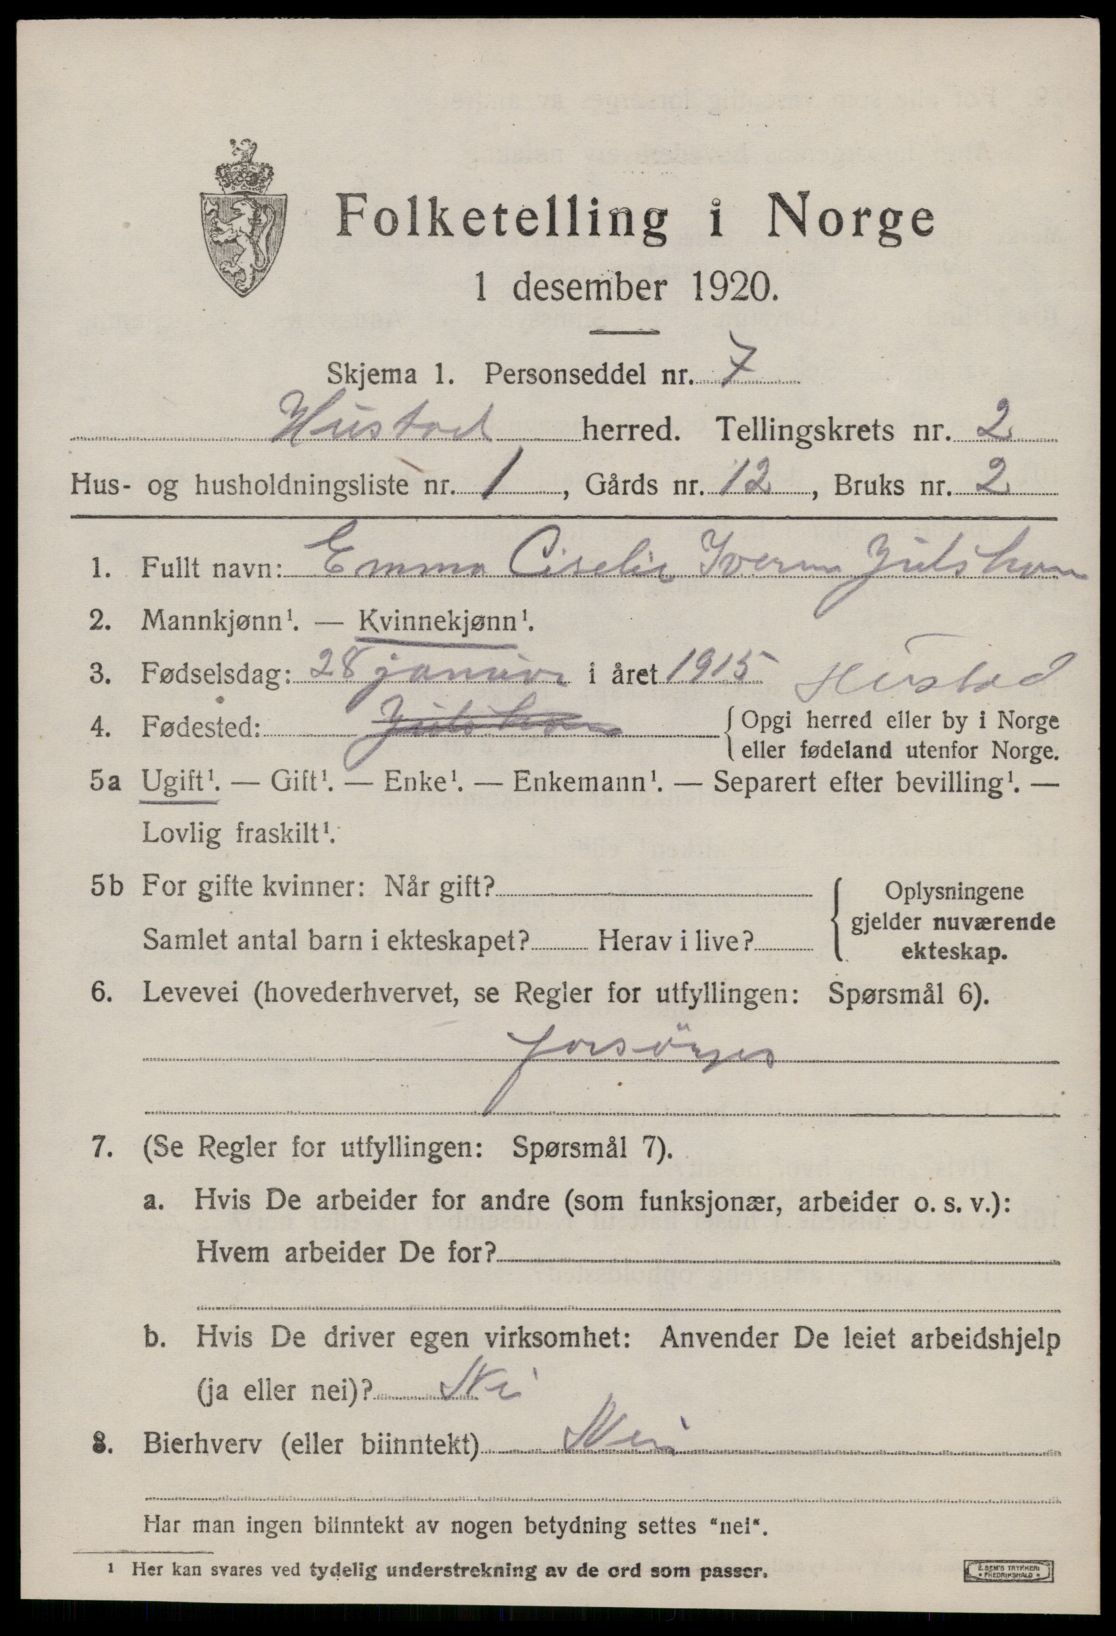 Folketelling i Norge
1 desember 1920.
Skjema 1. Personseddel nr. 7
Hustad herred. Tellingskrets nr. 2
Hus- og husholdningsliste nr. 1, Gårds nr. 12, Bruks nr. 2
1. Fullt navn: Emma Ciselie
2. Mannkjønn¹. — Kvinnekjønn¹.
3. Fødselsdag: 28 januar i året 1915 Hustad
4. Fødested: { Opgi herred eller by i Norge
eller fødeland utenfor Norge.
5a Ugift¹. — Gift¹. — Enke¹. — Enkemann¹. — Separert efter bevilling¹. —
Lovlig fraskilt¹.
5b For gifte kvinner: Når gift? { Oplysningene
gjelder nuværende
Samlet antal barn i ekteskapet? Herav i live?
ekteskap.
6. Levevei (hovederhvervet, se Regler for utfyllingen: Spørsmål 6).
forsörges
7. (Se Regler for utfyllingen: Spørsmål 7).
a. Hvis De arbeider for andre (som funksjonær, arbeider o. s. v.):
Hvem arbeider De for?
b. Hvis De driver egen virksomhet: Anvender De leiet arbeidshjelp
(ja eller nei)? Nei
8. Bierhverv (eller biinntekt) Nei
Har man ingen biinntekt av nogen betydning settes "nei".
¹ Her kan svares ved tydelig understrekning av de ord som passer.
E. SEM'S TRYKKERI
FREDRIKSHALD